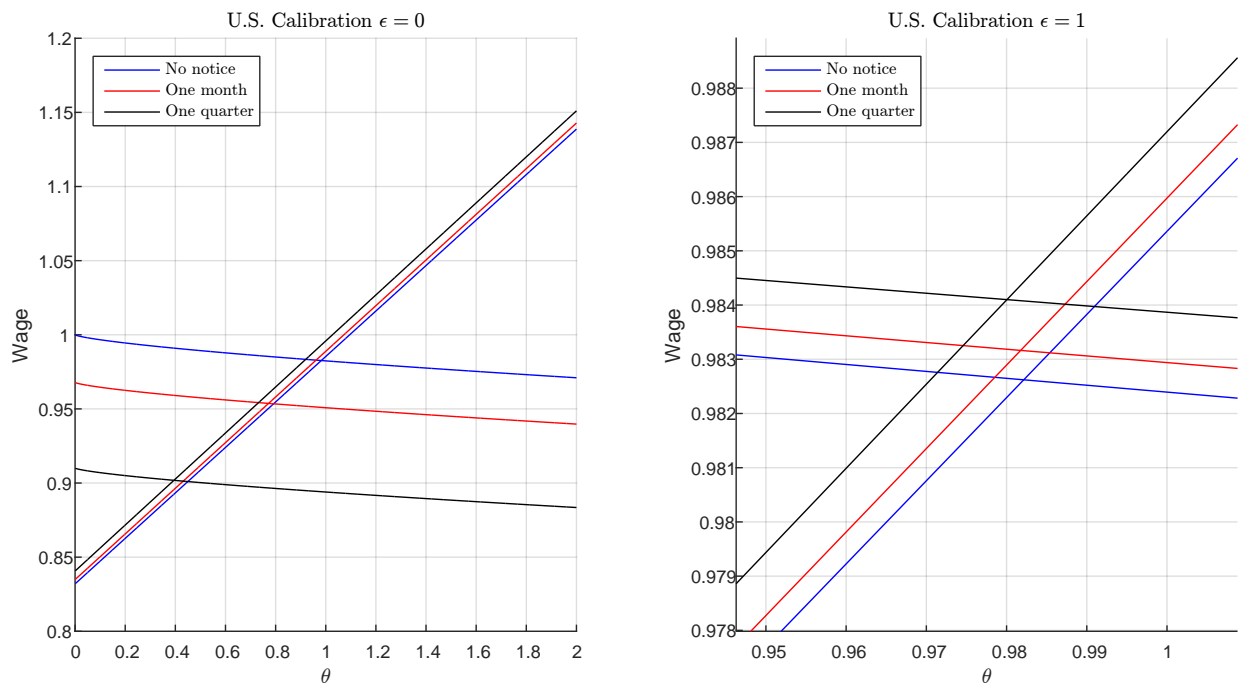 U.S. Calibration ϵ = 0
1.2
1.15
1.1
1.05
1
0.95
0.9
0.85
0.8
Wage
No notice
One month
One quarter
0 0.2 0.4 0.6 0.8 1 1.2 1.4 1.6 1.8 2
θ
U.S. Calibration ϵ = 1
0.988
0.987
0.986
0.985
0.984
0.983
0.982
0.981
0.98
0.979
0.978
Wage
No notice
One month
One quarter
0.95 0.96 0.97 0.98 0.99 1
θ